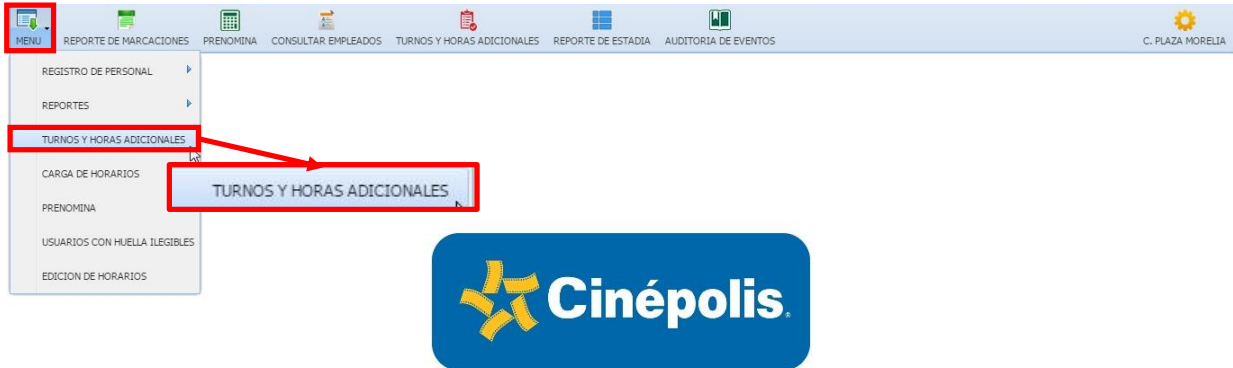 MENU
REPORTE DE MARCACIONES
PRENOMINA
CONSULTAR EMPLEADOS
TURNOS Y HORAS ADICIONALES
REPORTE DE ESTADIA
AUDITORIA DE EVENTOS
C. PLAZA MORELIA
REGISTRO DE PERSONAL
REPORTES
TURNOS Y HORAS ADICIONALES
CARGA DE HORARIOS
TURNOS Y HORAS ADICIONALES
PRENOMINA
USUARIOS CON HUELLA ILEGIBLES
EDICION DE HORARIOS
Cinépolis®